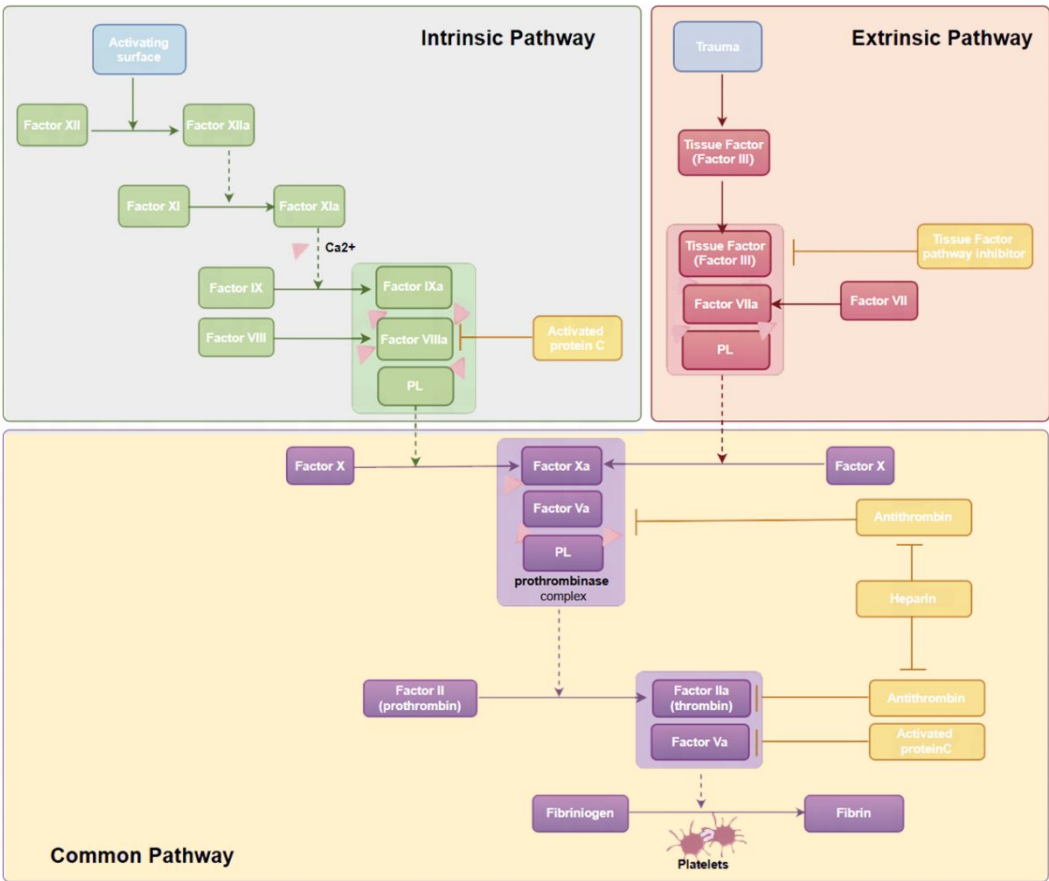 Intrinsic Pathway
Activating
surface
Factor XII
Factor XIIa
Factor XI
Factor XIa
Ca2+
Factor IX
Factor IXa
Factor VIII
Factor VIIIa
Activated
protein C
PL
Extrinsic Pathway
Trauma
Tissue Factor
(Factor III)
Tissue Factor
(Factor III)
Tissue Factor
pathway inhibitor
Factor VIIa
Factor VII
PL
Factor X
Factor Xa
Factor X
Factor Va
Antithrombin
PL
prothrombinase
complex
Heparin
Factor II
(prothrombin)
Factor IIa
(thrombin)
Antithrombin
Factor Va
Activated
proteinC
Fibriniogen
Fibrin
Platelets
Common Pathway